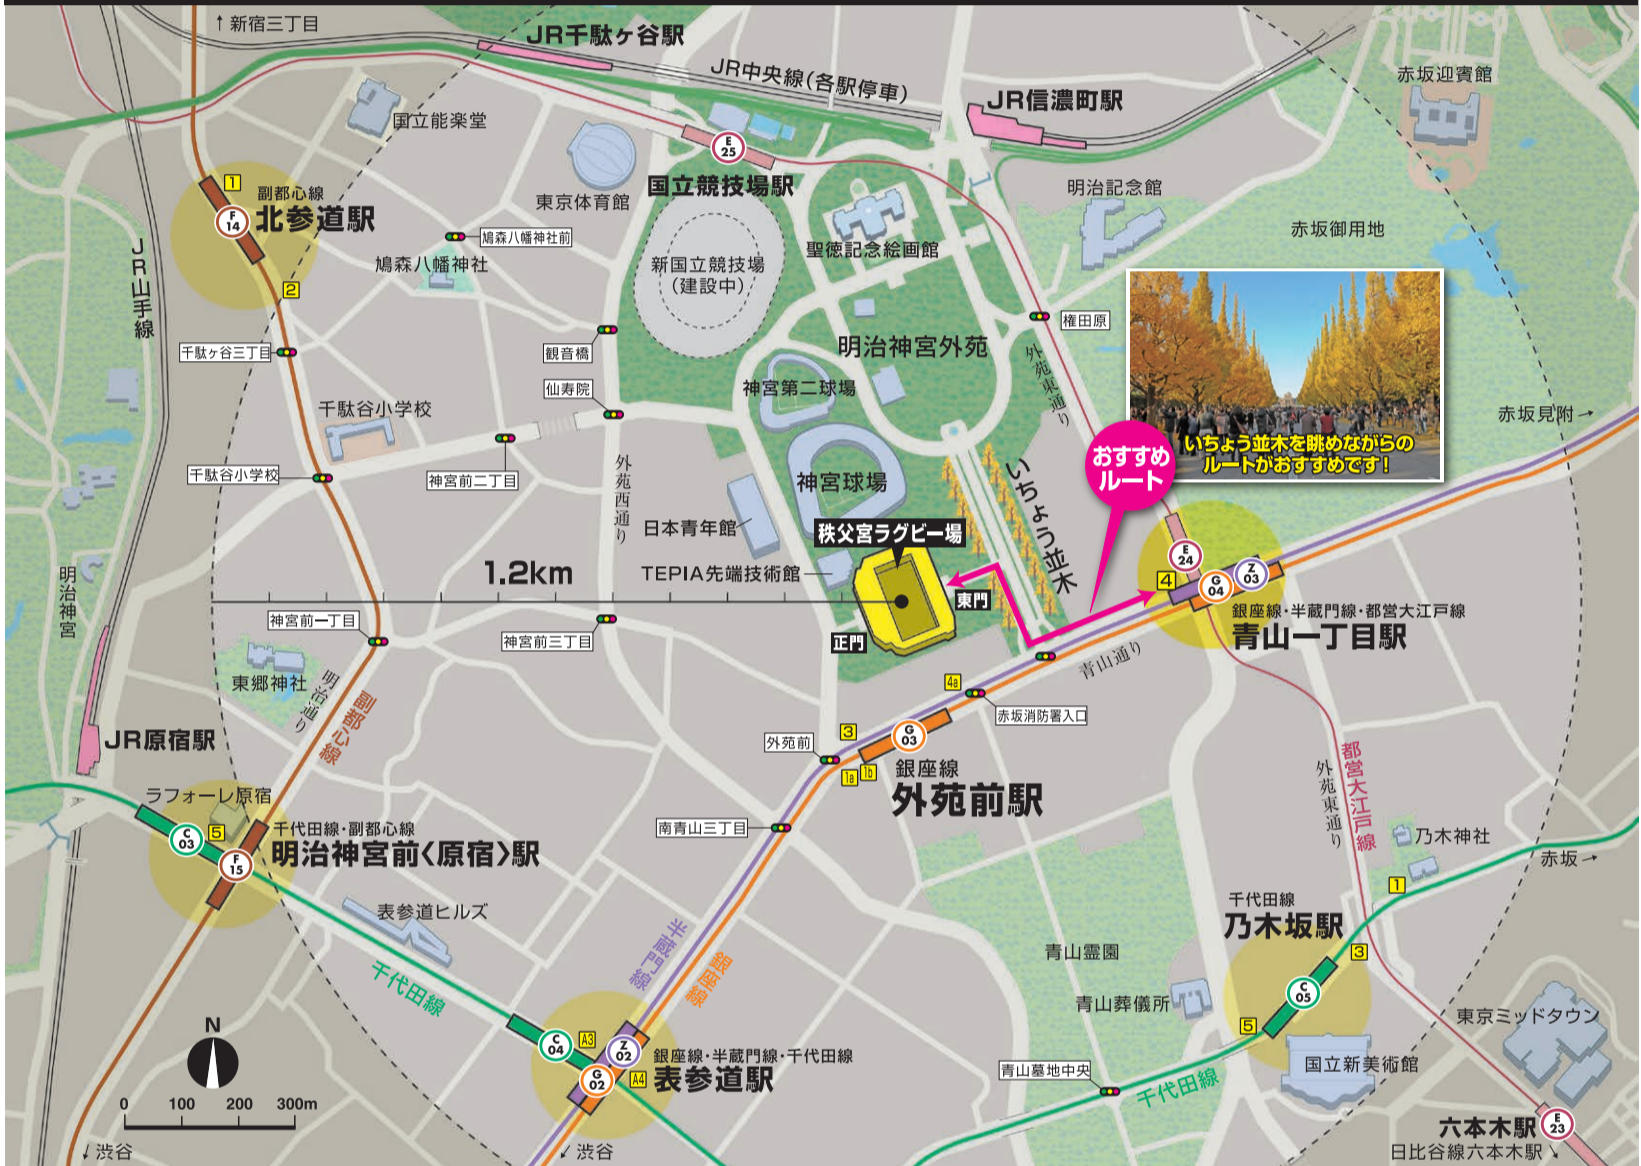 ↑新宿三丁目
JR千駄ヶ谷駅
JR中央線(各駅停車)
JR信濃町駅
赤坂迎賓館
国立能楽堂
E
25
国立競技場駅
東京体育館
明治記念館
1
副都心線
北参道駅
F
14
鳩森八幡神社前
鳩森八幡神社
新国立競技場
(建設中)
聖徳記念絵画館
赤坂御用地
JR山手線
2
権田原
千駄ヶ谷三丁目
観音橋
明治神宮外苑
外苑東通り
仙寿院
神宮第二球場
千駄谷小学校
いちょう並木を眺めながらの
ルートがおすすめです!
赤坂見附→
おすすめ
ルート
千駄谷小学校
神宮前二丁目
外苑西通り
神宮球場
いちょう並木
日本青年館
秩父宮ラグビー場
TEPIA先端技術館
1.2km
明治神宮
東門
正門
E
24
4
G
04
Z
03
銀座線・半蔵門線・都営大江戸線
青山一丁目駅
神宮前一丁目
神宮前三丁目
青山通り
東郷神社
明治通り
副都心線
4a
赤坂消防署入口
JR原宿駅
外苑前
3
G
03
1a
1b
銀座線
外苑前駅
都営大江戸線
外苑東通り
ラフォーレ原宿
C
03
5
F
15
千代田線・副都心線
明治神宮前〈原宿〉駅
南青山三丁目
乃木神社
赤坂→
1
千代田線
乃木坂駅
3
C
05
5
表参道ヒルズ
千代田線
半蔵門線
銀座線
青山霊園
青山葬儀所
東京ミッドタウン
国立新美術館
N
0 100 200 300m
C
04
A3
Z
02
G
02
A4
銀座線・半蔵門線・千代田線
表参道駅
青山墓地中央
千代田線
六本木駅
E
23
日比谷線六本木駅↘
↓渋谷
↓渋谷